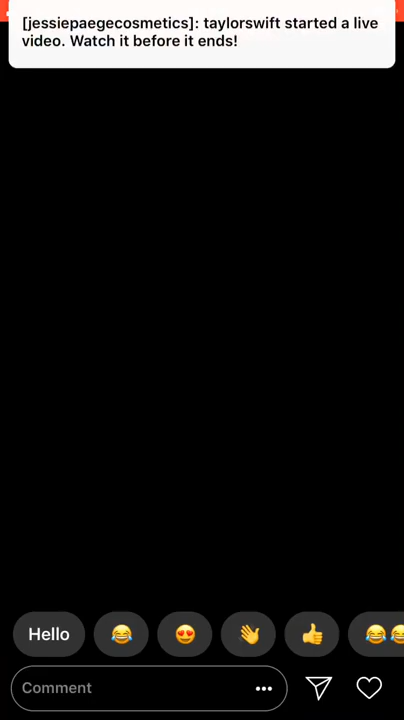 [jessiepaegecosmetics]: taylorswift started a live
video. Watch it before it ends!
Hello
Comment